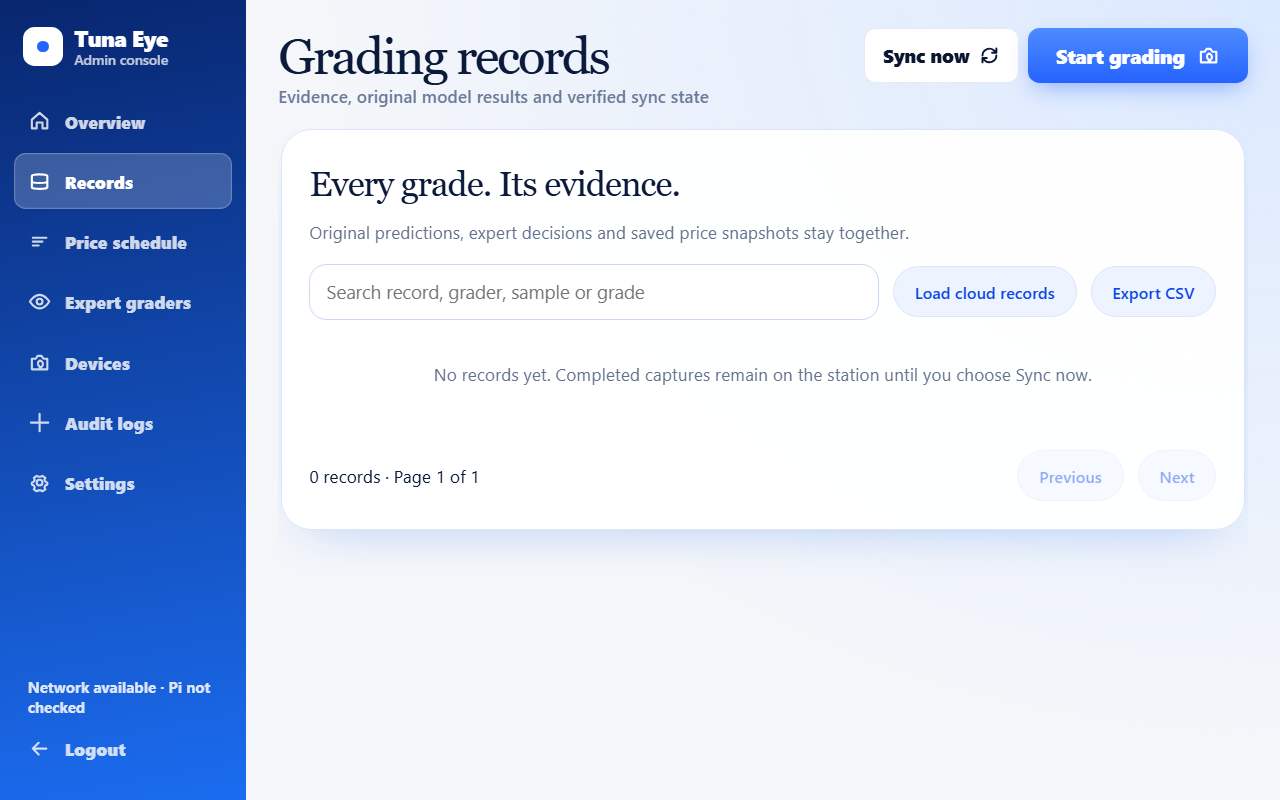 Tuna Eye
Admin console
Overview
Records
Price schedule
Expert graders
Devices
Audit logs
Settings
Network available · Pi not
checked
Logout
Grading records
Evidence, original model results and verified sync state
Sync now
Start grading
Every grade. Its evidence.
Original predictions, expert decisions and saved price snapshots stay together.
Search record, grader, sample or grade
Load cloud records
Export CSV
No records yet. Completed captures remain on the station until you choose Sync now.
0 records · Page 1 of 1
Previous
Next